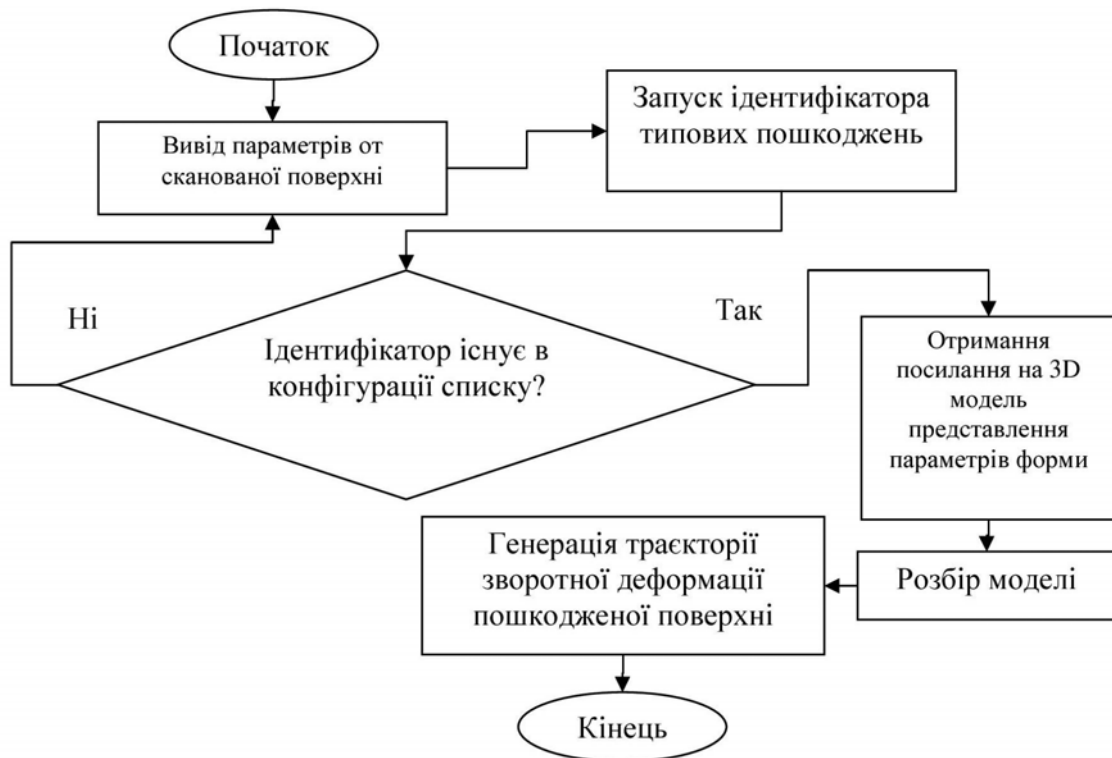 Початок
Вивід параметрів от
сканованої поверхні
Запуск ідентифікатора
типових пошкоджень
Ні
Ідентифікатор існує в
конфігурації списку?
Так
Отримання
посилання на 3D
модель
представлення
параметрів форми
Розбір моделі
Генерація траєкторії
зворотної деформації
пошкодженої поверхні
Кінець